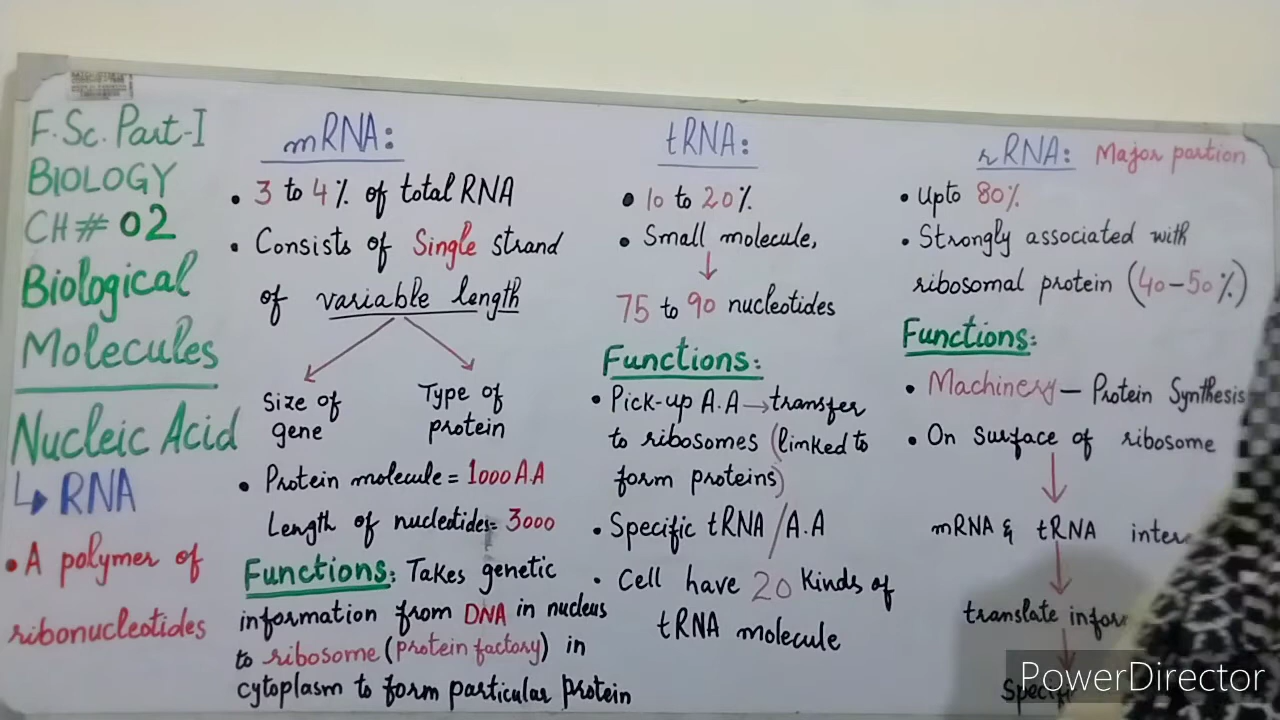 F.Sc. Part-I
BIOLOGY
CH# 02
Biological
Molecules
Nucleic Acid
RNA
• A polymer of
ribonucleotides
mRNA:
• 3 to 4% of total RNA
• Consists of Single strand
of variable length
Size of
gene
Type of
protein
• Protein molecule = 1000 A.A
Length of nucleotides = 3000
Functions: Takes genetic
information from DNA in nucleus
to ribosome (protein factory) in
cytoplasm to form particular protein
tRNA:
• 10 to 20%
• Small molecule,
75 to 90 nucleotides
Functions:
• Pick-up A.A → transfer
to ribosomes (linked to
form proteins)
• Specific tRNA / A.A
• Cell have 20 kinds of
tRNA molecule
rRNA: Major partion
• Upto 80%
• Strongly associated with
ribosomal protein (40-50%)
Functions:
• Machinery – Protein Synthesis
• On surface of ribosome
mRNA & tRNA
translate
PowerDirector